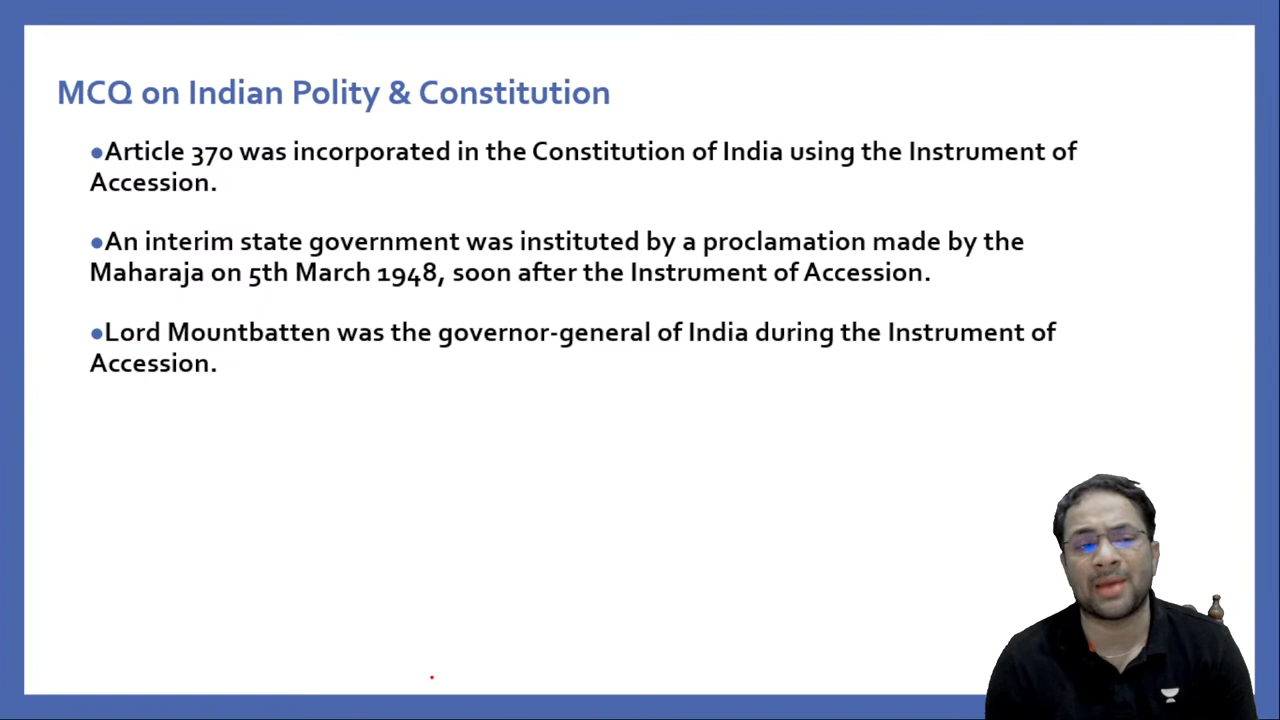 MCQ on Indian Polity & Constitution
●Article 370 was incorporated in the Constitution of India using the Instrument of
Accession.
●An interim state government was instituted by a proclamation made by the
Maharaja on 5th March 1948, soon after the Instrument of Accession.
●Lord Mountbatten was the governor-general of India during the Instrument of
Accession.